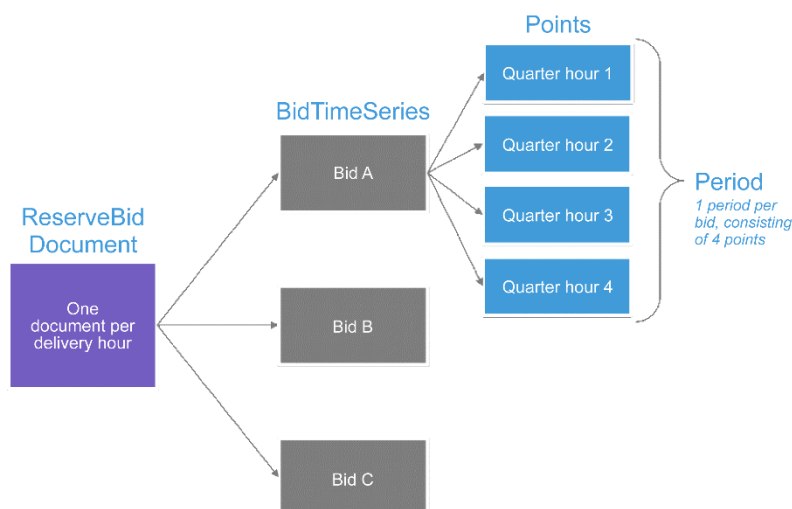 Points
Quarter hour 1
BidTimeSeries
Quarter hour 2
Bid A
Period
1 period per
bid, consisting
of 4 points
Quarter hour 3
ReserveBid
Document
Quarter hour 4
One
document per
delivery hour
Bid B
Bid C